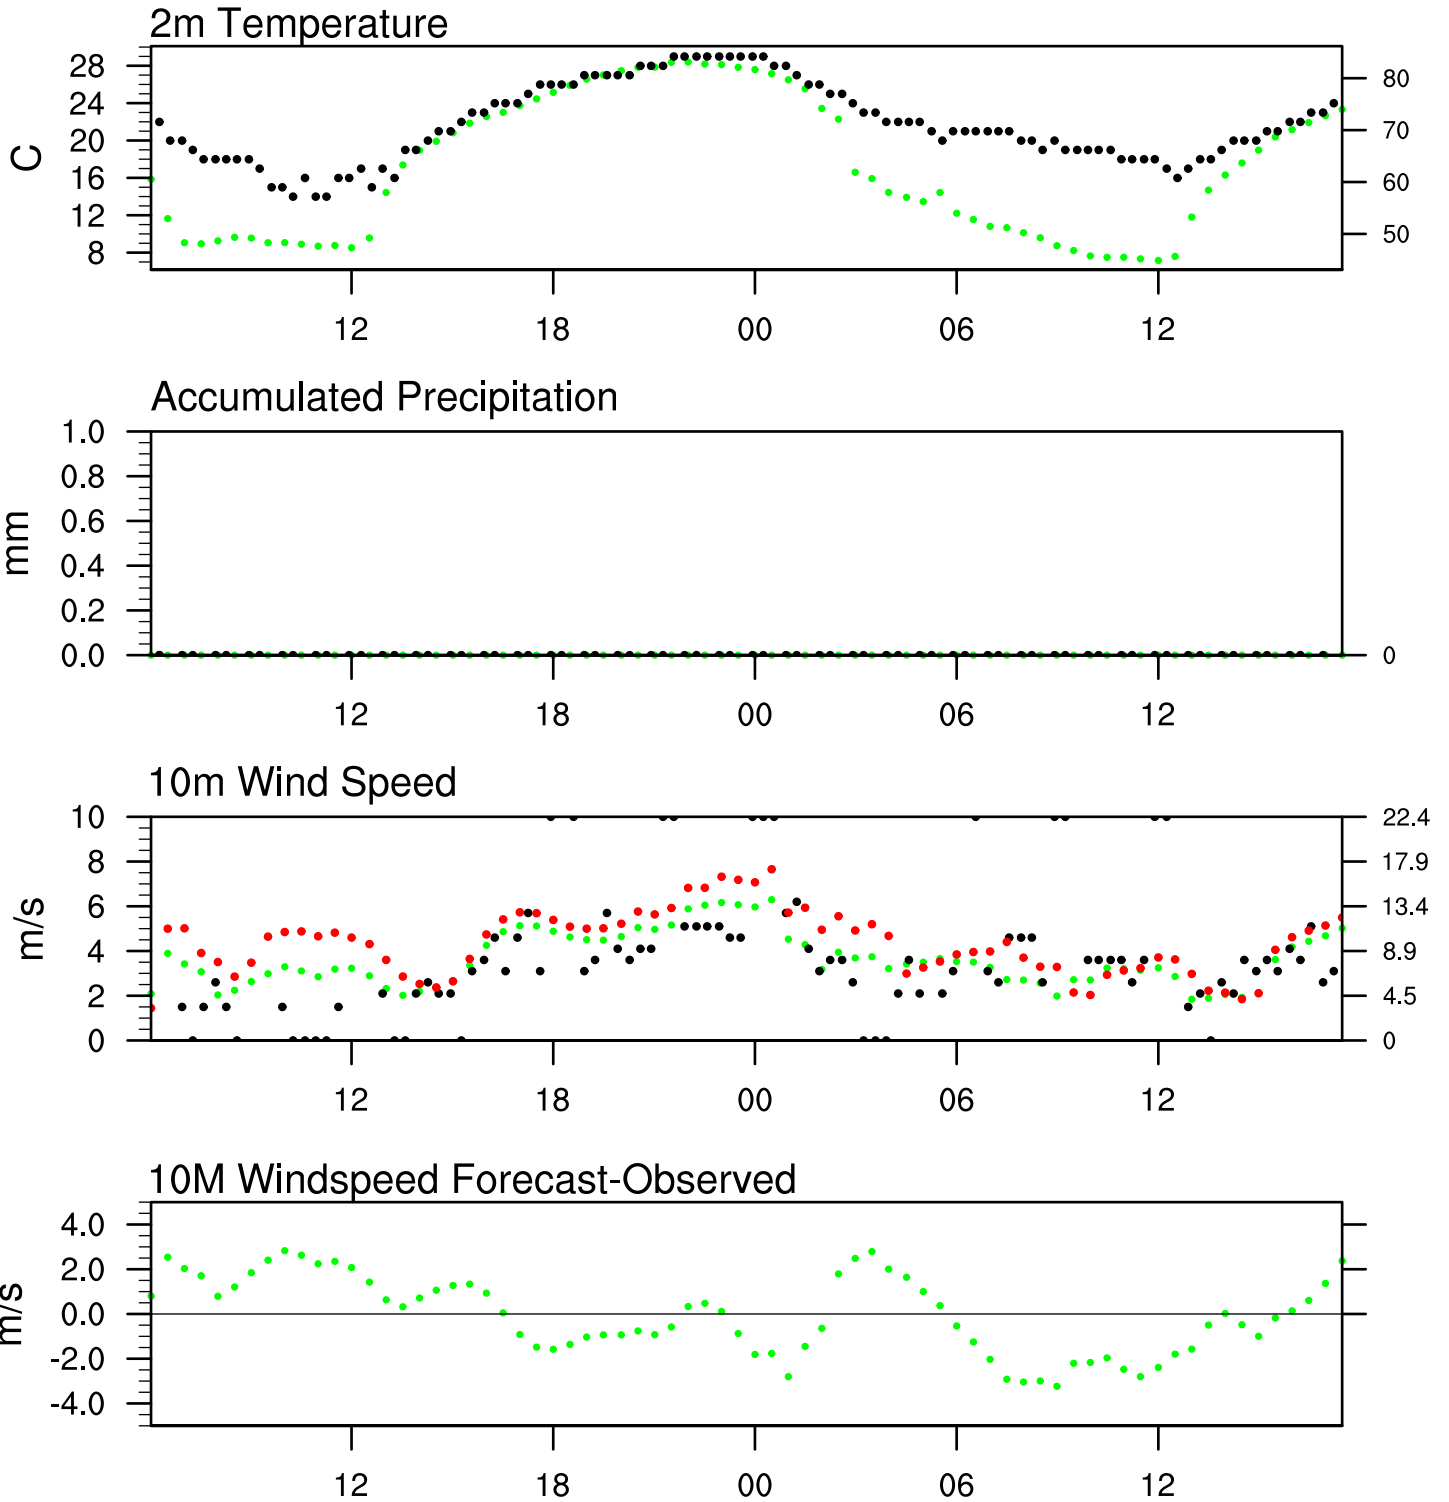 2m Temperature
28
24
20
16
12
8
C
80
70
60
50
12 18 00 06 12
Accumulated Precipitation
1.0
0.8
0.6
0.4
0.2
0.0
mm
0
12 18 00 06 12
10m Wind Speed
10
8
6
4
2
0
m/s
22.4
17.9
13.4
8.9
4.5
0
12 18 00 06 12
10M Windspeed Forecast-Observed
4.0
2.0
0.0
-2.0
-4.0
m/s
12 18 00 06 12